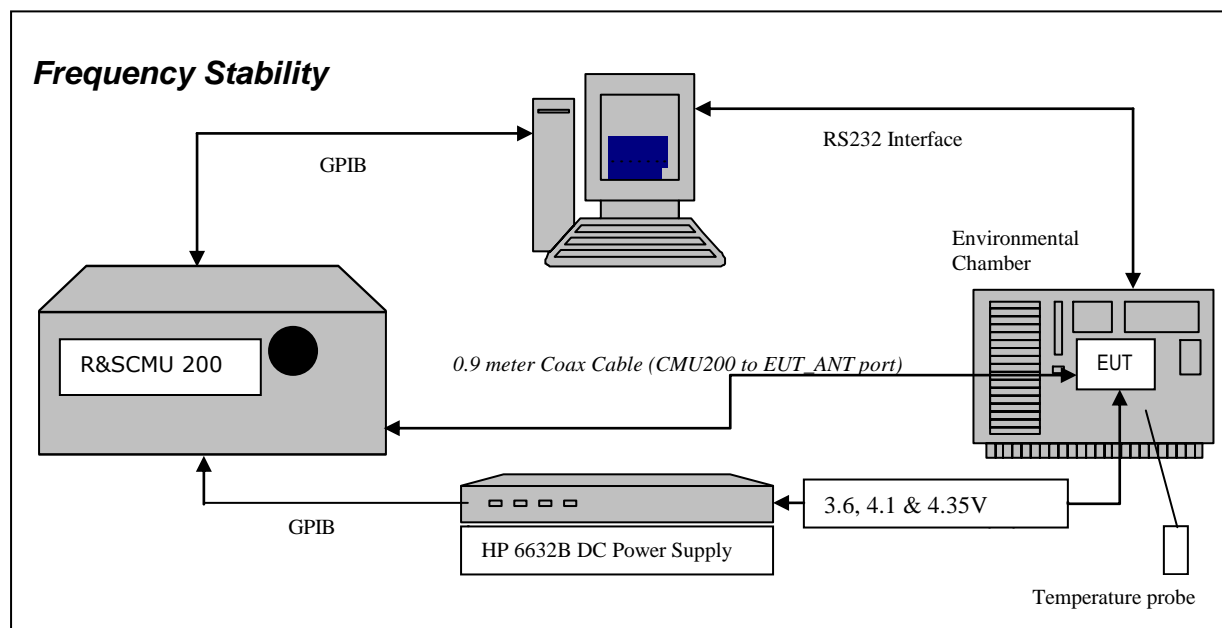 Frequency Stability
GPIB
RS232 Interface
Environmental
Chamber
R&SCMU 200
0.9 meter Coax Cable (CMU200 to EUT_ANT port)
EUT
GPIB
3.6, 4.1 & 4.35V
HP 6632B DC Power Supply
Temperature probe